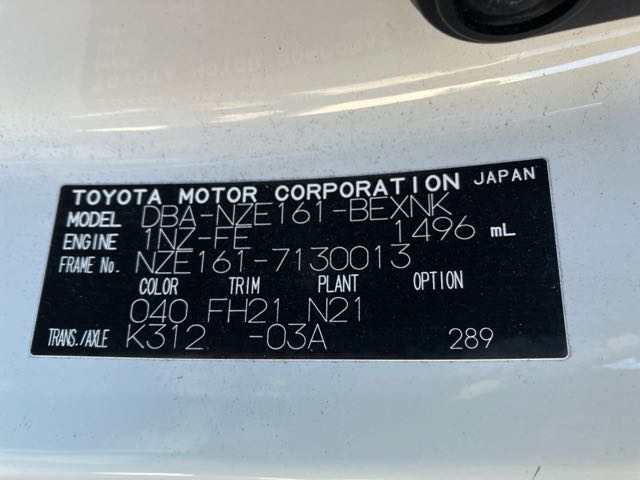 TOYOTA MOTOR CORPORATION JAPAN
MODEL DBA-NZE161-BEXNK
ENGINE 1NZ-FE 1496 mL
FRAME No. NZE161-7130013
COLOR TRIM PLANT OPTION
040 FH21 N21
TRANS./AXLE K312 -03A 289